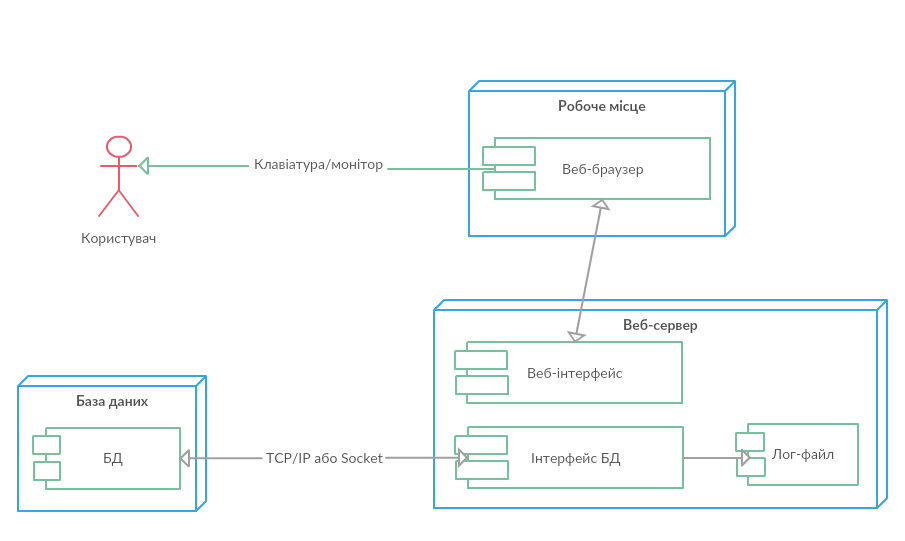 Робоче місце
Клавіатура/монітор
Веб-браузер
Користувач
Веб-сервер
Веб-інтерфейс
База даних
БД
TCP/IP або Socket
Інтерфейс БД
Лог-файл